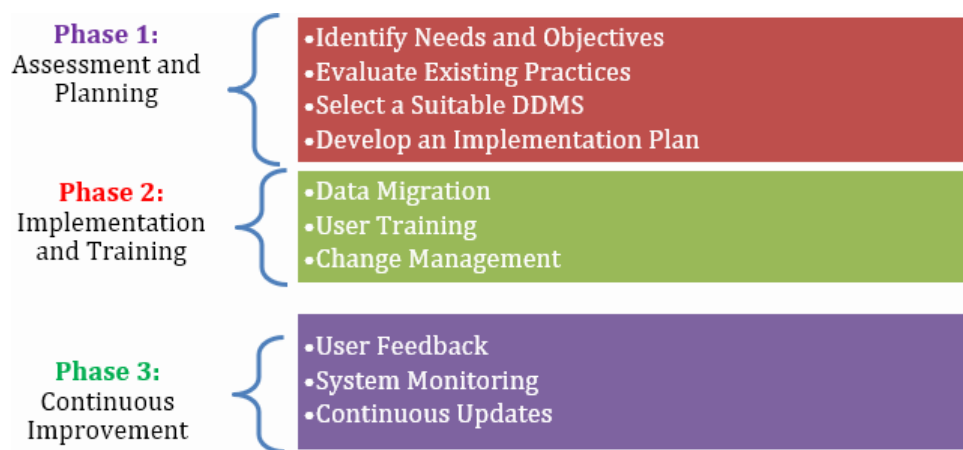 Phase 1:
Assessment and
Planning
•Identify Needs and Objectives
•Evaluate Existing Practices
•Select a Suitable DDMS
•Develop an Implementation Plan
Phase 2:
Implementation
and Training
•Data Migration
•User Training
•Change Management
Phase 3:
Continuous
Improvement
•User Feedback
•System Monitoring
•Continuous Updates